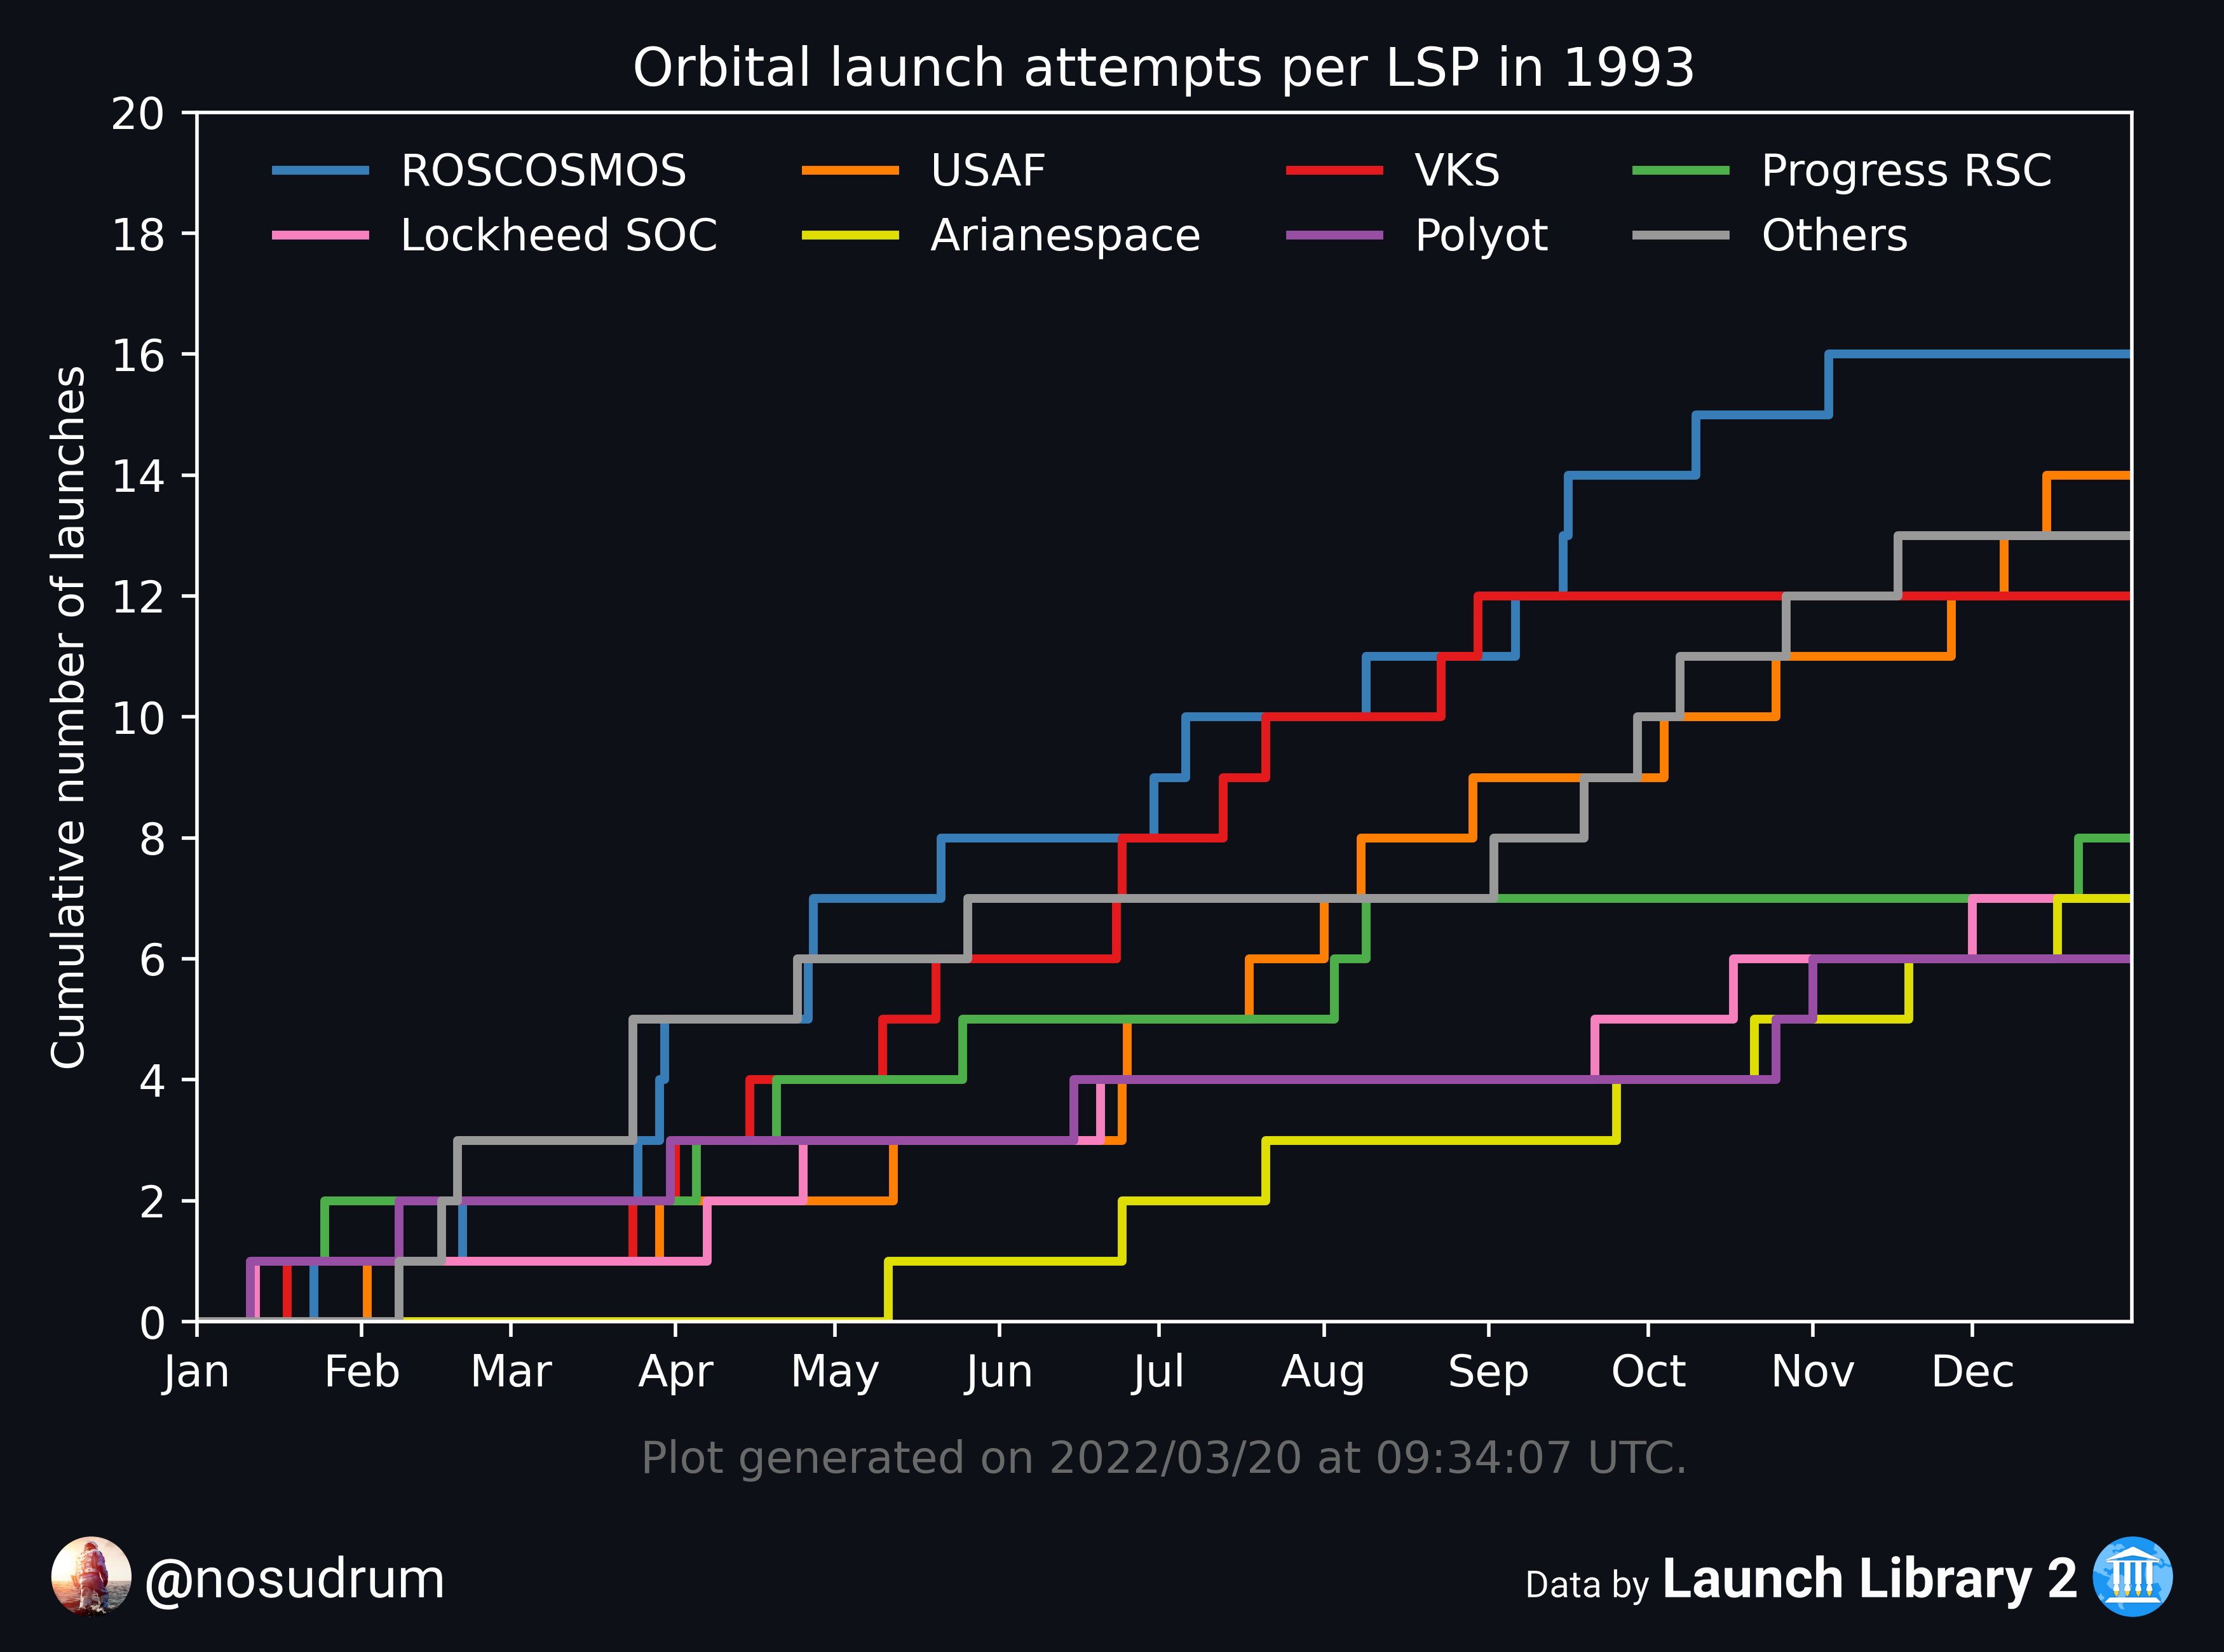 Orbital launch attempts per LSP in 1993
20
18
16
14
12
10
8
6
4
2
0
Cumulative number of launches
ROSCOSMOS USAF VKS Progress RSC
Lockheed SOC Arianespace Polyot Others
Jan Feb Mar Apr May Jun Jul Aug Sep Oct Nov Dec
Plot generated on 2022/03/20 at 09:34:07 UTC.
@nosudrum
Data by Launch Library 2